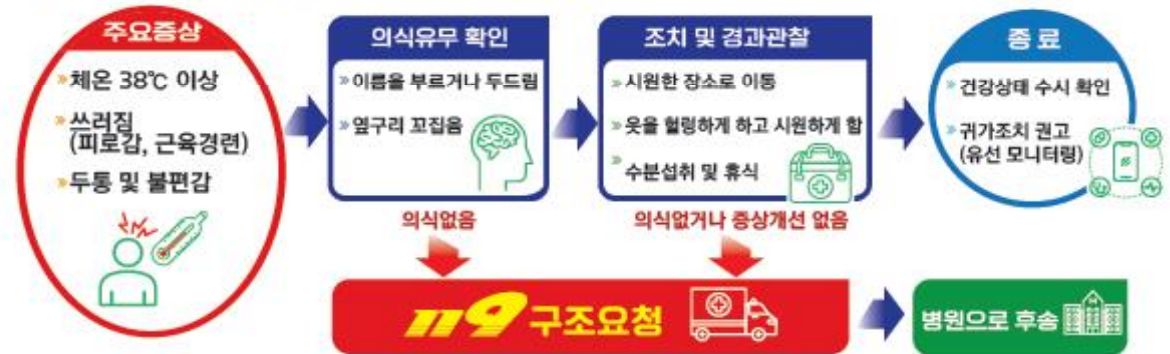 주요증상
»체온 38℃ 이상
»쓰러짐
(피로감, 근육경련)
»두통 및 불편감
의식유무 확인
»이름을 부르거나 두드림
»옆구리 꼬집음
조치 및 경과관찰
»시원한 장소로 이동
»옷을 헐렁하게 하고 시원하게 함
»수분섭취 및 휴식
종료
»건강상태 수시 확인
»귀가조치 권고
(유선 모니터링)
의식없음
의식없거나 증상개선 없음
119 구조요청
병원으로 후송